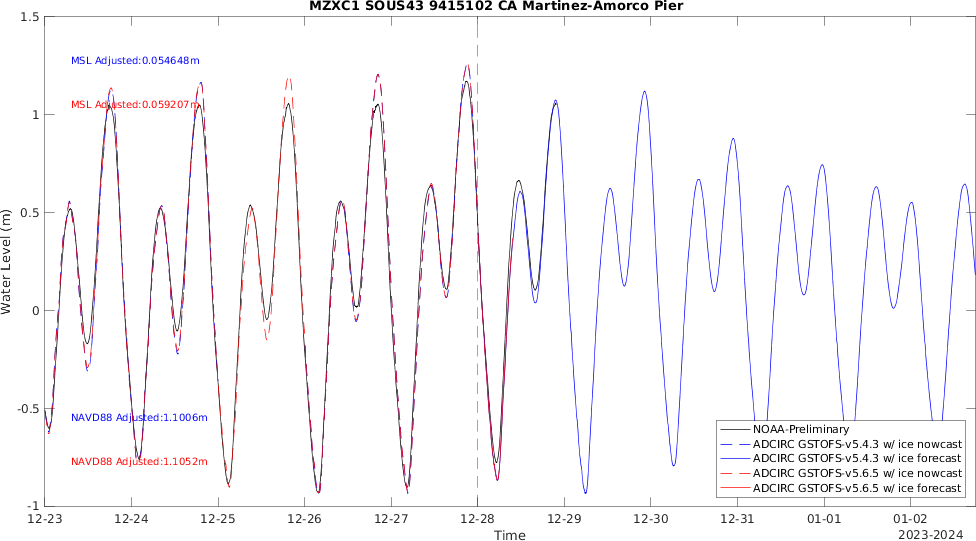 MZXC1 SOUS43 9415102 CA Martinez-Amorco Pier
1.5
1
0.5
0
-0.5
-1
Water Level (m)
MSL Adjusted:0.054648m
MSL Adjusted:0.059207m
NAVD88 Adjusted:1.1006m
NAVD88 Adjusted:1.1052m
NOAA-Preliminary
ADCIRC GSTOFS-v5.4.3 w/ ice nowcast
ADCIRC GSTOFS-v5.4.3 w/ ice forecast
ADCIRC GSTOFS-v5.6.5 w/ ice nowcast
ADCIRC GSTOFS-v5.6.5 w/ ice forecast
12-23 12-24 12-25 12-26 12-27 12-28 12-29 12-30 12-31 01-01 01-02
2023-2024
Time